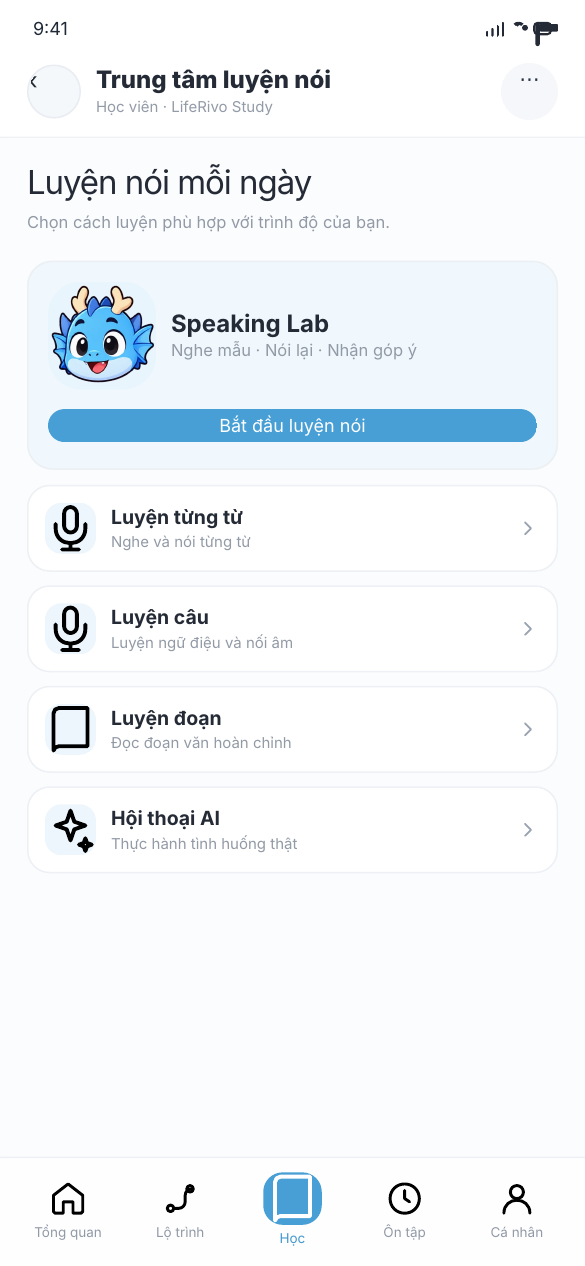 9:41
Trung tâm luyện nói
Học viên · LifeRivo Study
Luyện nói mỗi ngày
Chọn cách luyện phù hợp với trình độ của bạn.
Speaking Lab
Nghe mẫu · Nói lại · Nhận góp ý
Bắt đầu luyện nói
Luyện từng từ
Nghe và nói từng từ
Luyện câu
Luyện ngữ điệu và nối âm
Luyện đoạn
Đọc đoạn văn hoàn chỉnh
Hội thoại AI
Thực hành tình huống thật
Tổng quan
Lộ trình
Học
Ôn tập
Cá nhân